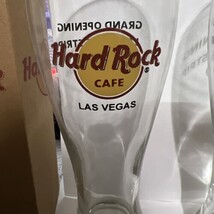 GRAND OPENING
Hard Rock
CAFE
®
LAS VEGAS